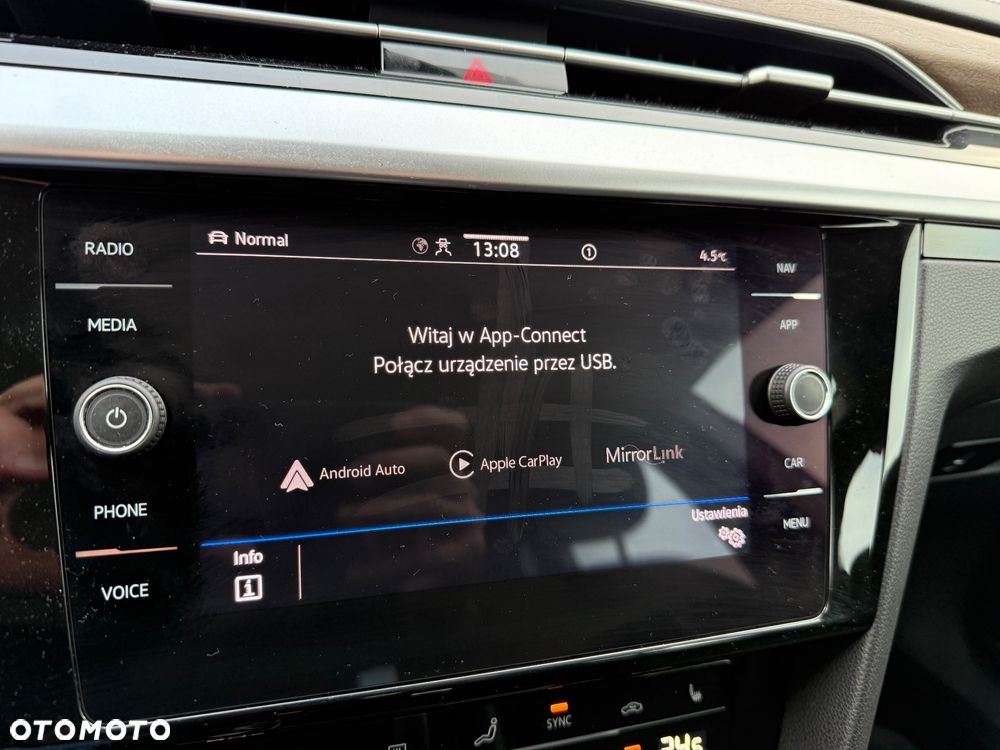 RADIO
MEDIA
PHONE
VOICE
Normal
13:08
1
4.5°C
Witaj w App-Connect
Połącz urządzenie przez USB.
Android Auto
Apple CarPlay
MirrorLink
Ustawienia
Info
NAV
APP
CAR
MENU
SYNC
OTOMOTO